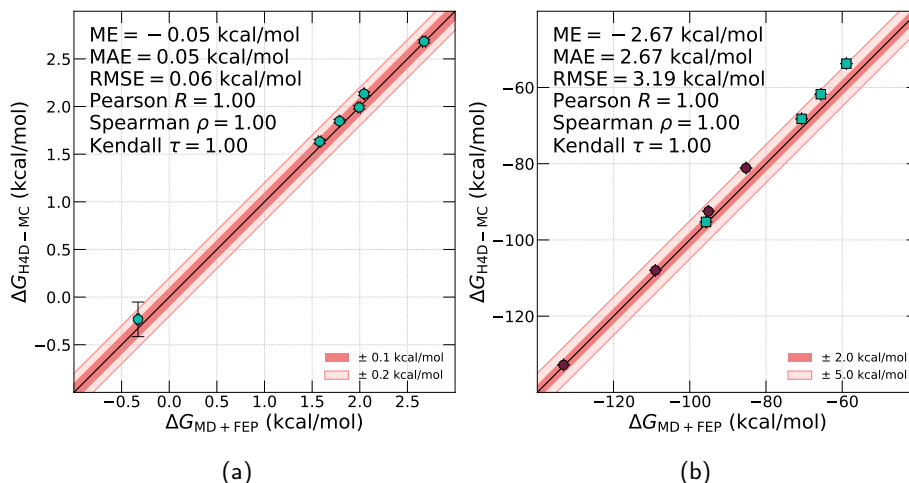 ME = − 0.05 kcal/mol
MAE = 0.05 kcal/mol
RMSE = 0.06 kcal/mol
Pearson R = 1.00
Spearman ρ = 1.00
Kendall τ = 1.00
2.5
2.0
1.5
1.0
0.5
0.0
−0.5
ΔG_H4D−MC (kcal/mol)
± 0.1 kcal/mol
± 0.2 kcal/mol
−0.5 0.0 0.5 1.0 1.5 2.0 2.5
ΔG_MD+FEP (kcal/mol)
(a)
ME = − 2.67 kcal/mol
MAE = 2.67 kcal/mol
RMSE = 3.19 kcal/mol
Pearson R = 1.00
Spearman ρ = 1.00
Kendall τ = 1.00
−60
−80
−100
−120
ΔG_H4D−MC (kcal/mol)
± 2.0 kcal/mol
± 5.0 kcal/mol
−120 −100 −80 −60
ΔG_MD+FEP (kcal/mol)
(b)